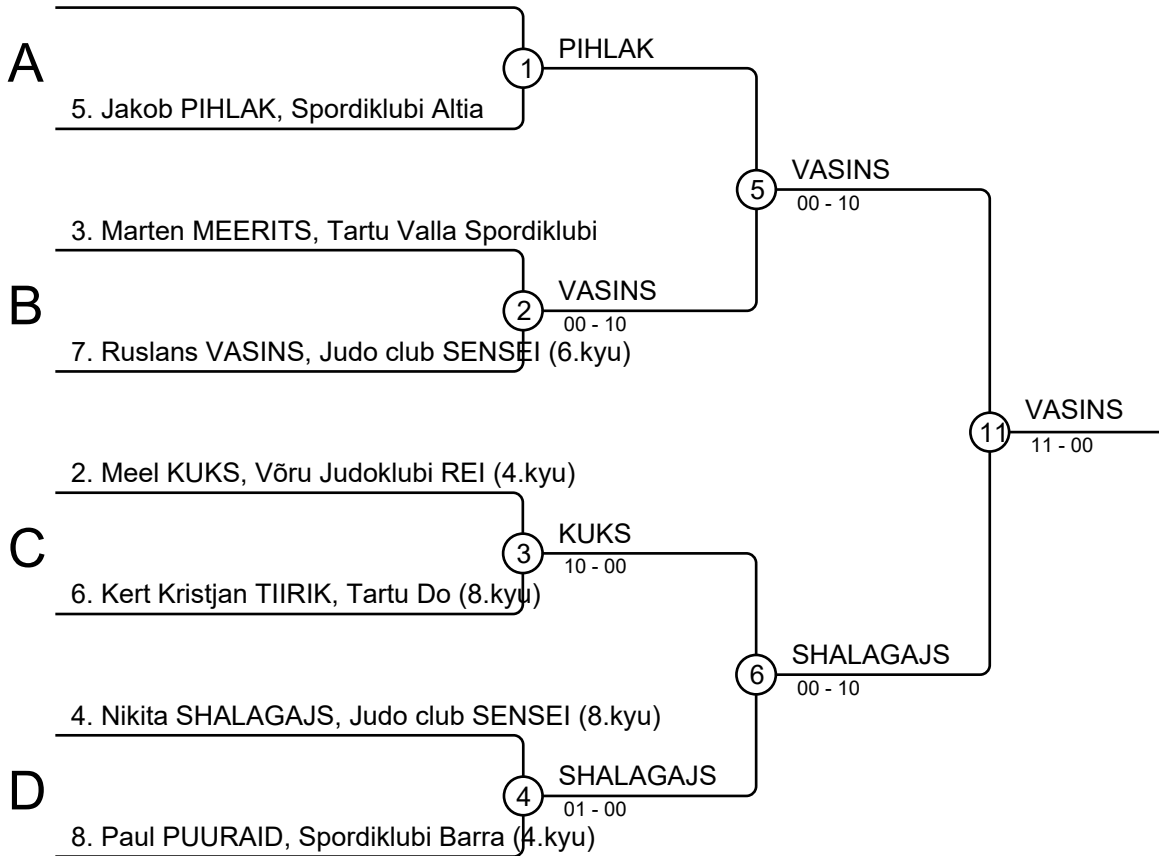 A
1
PIHLAK
5. Jakob PIHLAK, Spordiklubi Altia
5
VASINS
00 - 10
3. Marten MEERITS, Tartu Valla Spordiklubi
B
2
VASINS
00 - 10
7. Ruslans VASINS, Judo club SENSEI (6.kyu)
11
VASINS
11 - 00
2. Meel KUKS, Võru Judoklubi REI (4.kyu)
C
3
KUKS
10 - 00
6. Kert Kristjan TIIRIK, Tartu Do (8.kyu)
6
SHALAGAJS
00 - 10
4. Nikita SHALAGAJS, Judo club SENSEI (8.kyu)
D
4
SHALAGAJS
01 - 00
8. Paul PUURAID, Spordiklubi Barra (4.kyu)